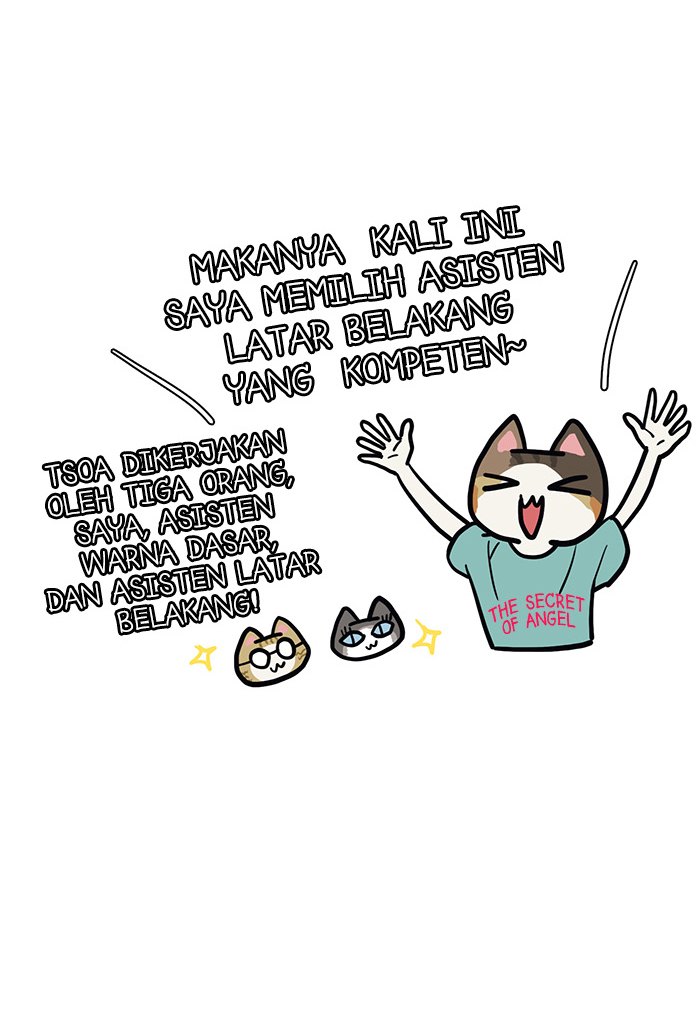 MAKANYA KALI INI
SAYA MEMILIH ASISTEN
LATAR BELAKANG
YANG KOMPETEN~
TSOA DIKERJAKAN
OLEH TIGA ORANG,
SAYA, ASISTEN
WARNA DASAR,
DAN ASISTEN LATAR
BELAKANG!
THE SECRET
OF ANGEL